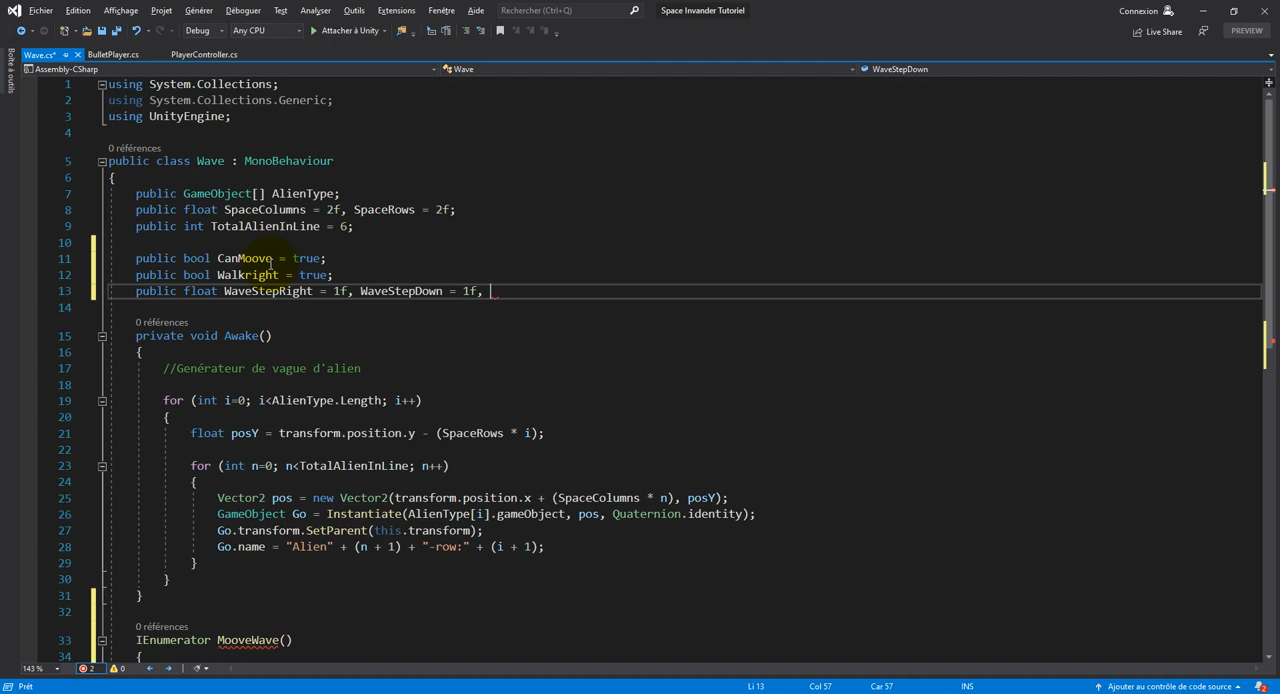 Fichier Edition Affichage Projet Générer Déboguer Test Analyser Outils Extensions Fenêtre Aide Rechercher (Ctrl+Q) Space Invander Tutoriel Connexion
Debug Any CPU Attacher à Unity Live Share PREVIEW
Boîte à outils
Wave.cs* BulletPlayer.cs PlayerController.cs
Assembly-CSharp Wave WaveStepDown
1 using System.Collections;
2 using System.Collections.Generic;
3 using UnityEngine;
4
0 références
5 public class Wave : MonoBehaviour
6 {
7 public GameObject[] AlienType;
8 public float SpaceColumns = 2f, SpaceRows = 2f;
9 public int TotalAlienInLine = 6;
10
11 public bool CanMoove = true;
12 public bool Walkright = true;
13 public float WaveStepRight = 1f, WaveStepDown = 1f,
14
0 références
15 private void Awake()
16 {
17 //Genérateur de vague d'alien
18
19 for (int i=0; i<AlienType.Length; i++)
20 {
21 float posY = transform.position.y - (SpaceRows * i);
22
23 for (int n=0; n<TotalAlienInLine; n++)
24 {
25 Vector2 pos = new Vector2(transform.position.x + (SpaceColumns * n), posY);
26 GameObject Go = Instantiate(AlienType[i].gameObject, pos, Quaternion.identity);
27 Go.transform.SetParent(this.transform);
28 Go.name = "Alien" + (n + 1) + "-row:" + (i + 1);
29 }
30 }
31 }
32
0 références
33 IEnumerator MooveWave()
34 {
143 % 2 0
Prêt Li 13 Col 57 Car 57 INS Ajouter au contrôle de code source 2